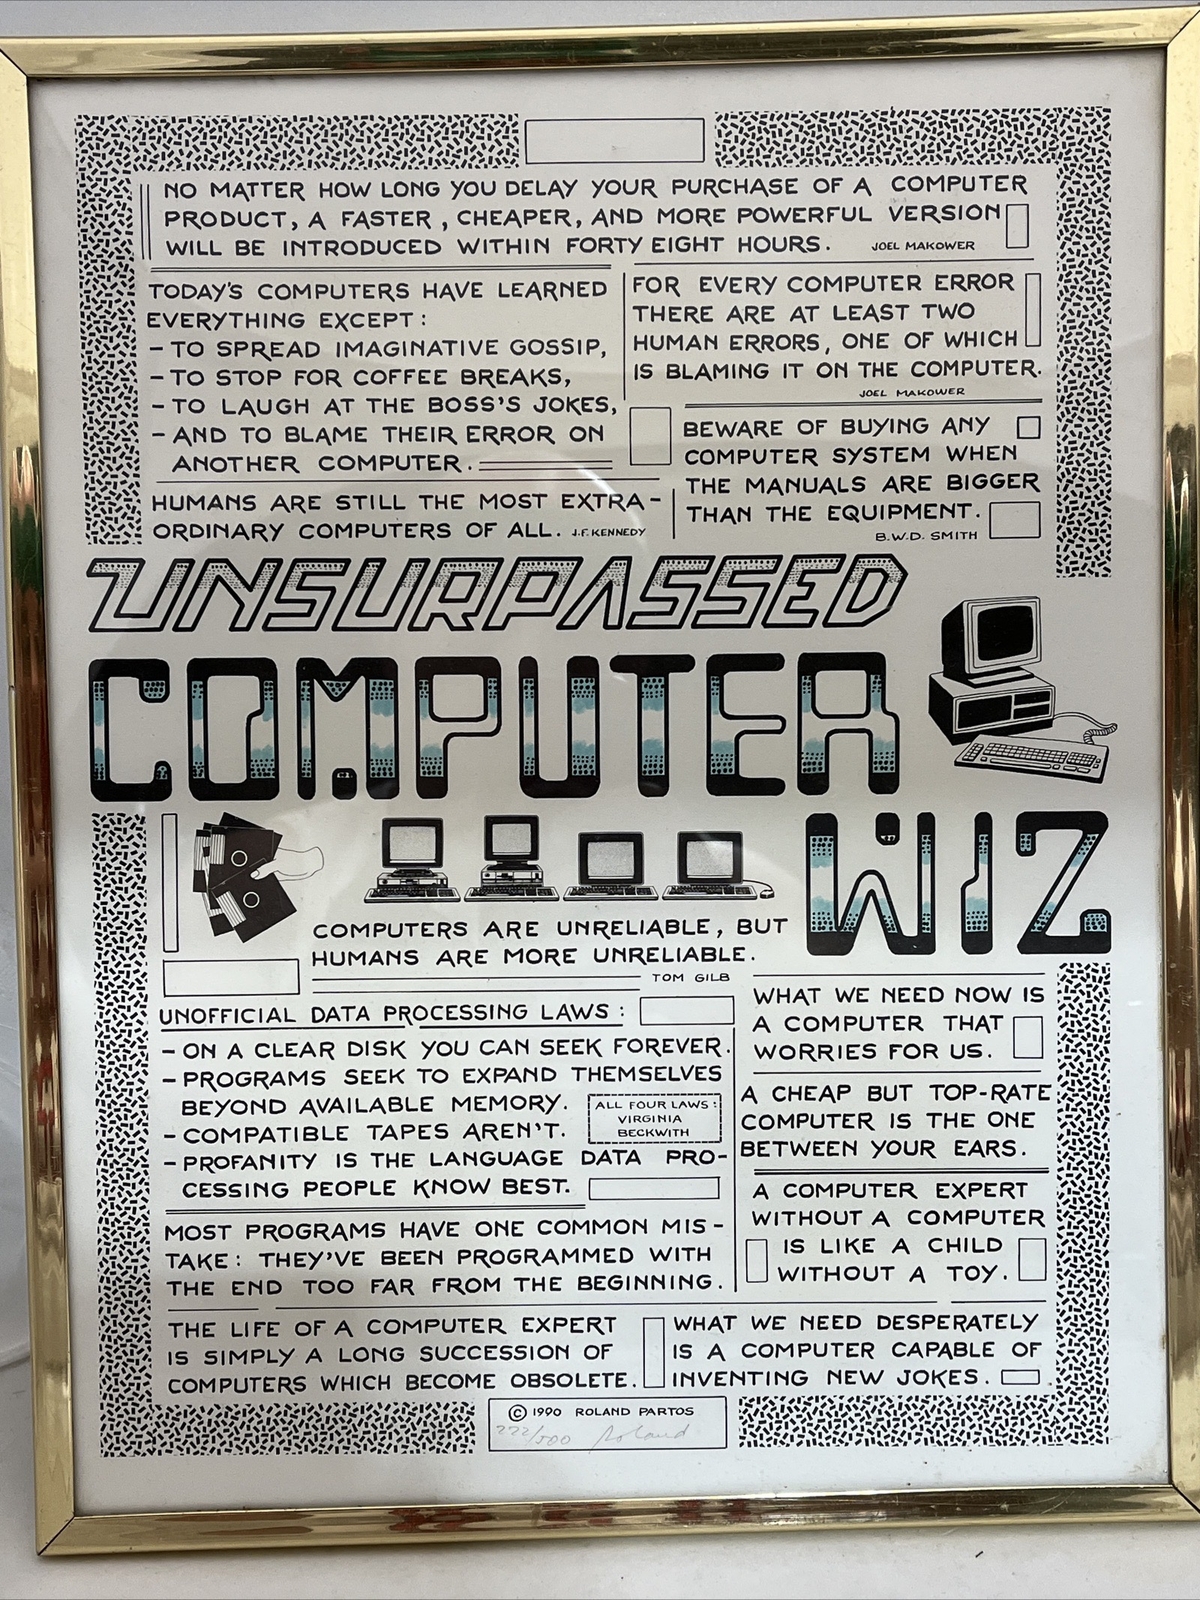 NO MATTER HOW LONG YOU DELAY YOUR PURCHASE OF A COMPUTER
PRODUCT, A FASTER, CHEAPER, AND MORE POWERFUL VERSION
WILL BE INTRODUCED WITHIN FORTY EIGHT HOURS. JOEL MAKOWER
TODAY'S COMPUTERS HAVE LEARNED
EVERYTHING EXCEPT:
- TO SPREAD IMAGINATIVE GOSSIP,
- TO STOP FOR COFFEE BREAKS,
- TO LAUGH AT THE BOSS'S JOKES,
- AND TO BLAME THEIR ERROR ON
ANOTHER COMPUTER.
HUMANS ARE STILL THE MOST EXTRA-
ORDINARY COMPUTERS OF ALL. J.F. KENNEDY
FOR EVERY COMPUTER ERROR
THERE ARE AT LEAST TWO
HUMAN ERRORS, ONE OF WHICH
IS BLAMING IT ON THE COMPUTER.
JOEL MAKOWER
BEWARE OF BUYING ANY
COMPUTER SYSTEM WHEN
THE MANUALS ARE BIGGER
THAN THE EQUIPMENT.
B.W.D. SMITH
UNSURPASSED
COMPUTER
WIZ
COMPUTERS ARE UNRELIABLE, BUT
HUMANS ARE MORE UNRELIABLE.
TOM GILB
UNOFFICIAL DATA PROCESSING LAWS:
- ON A CLEAR DISK YOU CAN SEEK FOREVER.
- PROGRAMS SEEK TO EXPAND THEMSELVES
BEYOND AVAILABLE MEMORY.
- COMPATIBLE TAPES AREN'T.
- PROFANITY IS THE LANGUAGE DATA PRO-
CESSING PEOPLE KNOW BEST.
ALL FOUR LAWS:
VIRGINIA
BECKWITH
MOST PROGRAMS HAVE ONE COMMON MIS-
TAKE: THEY'VE BEEN PROGRAMMED WITH
THE END TOO FAR FROM THE BEGINNING.
WHAT WE NEED NOW IS
A COMPUTER THAT
WORRIES FOR US.
A CHEAP BUT TOP-RATE
COMPUTER IS THE ONE
BETWEEN YOUR EARS.
A COMPUTER EXPERT
WITHOUT A COMPUTER
IS LIKE A CHILD
WITHOUT A TOY.
THE LIFE OF A COMPUTER EXPERT
IS SIMPLY A LONG SUCCESSION OF
COMPUTERS WHICH BECOME OBSOLETE.
WHAT WE NEED DESPERATELY
IS A COMPUTER CAPABLE OF
INVENTING NEW JOKES.
© 1990 ROLAND PARTOS
272/500 Roland